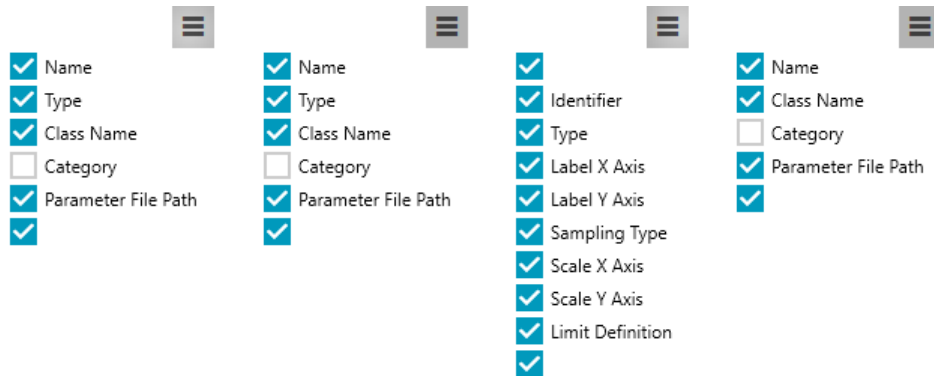 Name
Type
Class Name
Category
Parameter File Path
Name
Type
Class Name
Category
Parameter File Path
Identifier
Type
Label X Axis
Label Y Axis
Sampling Type
Scale X Axis
Scale Y Axis
Limit Definition
Name
Class Name
Category
Parameter File Path